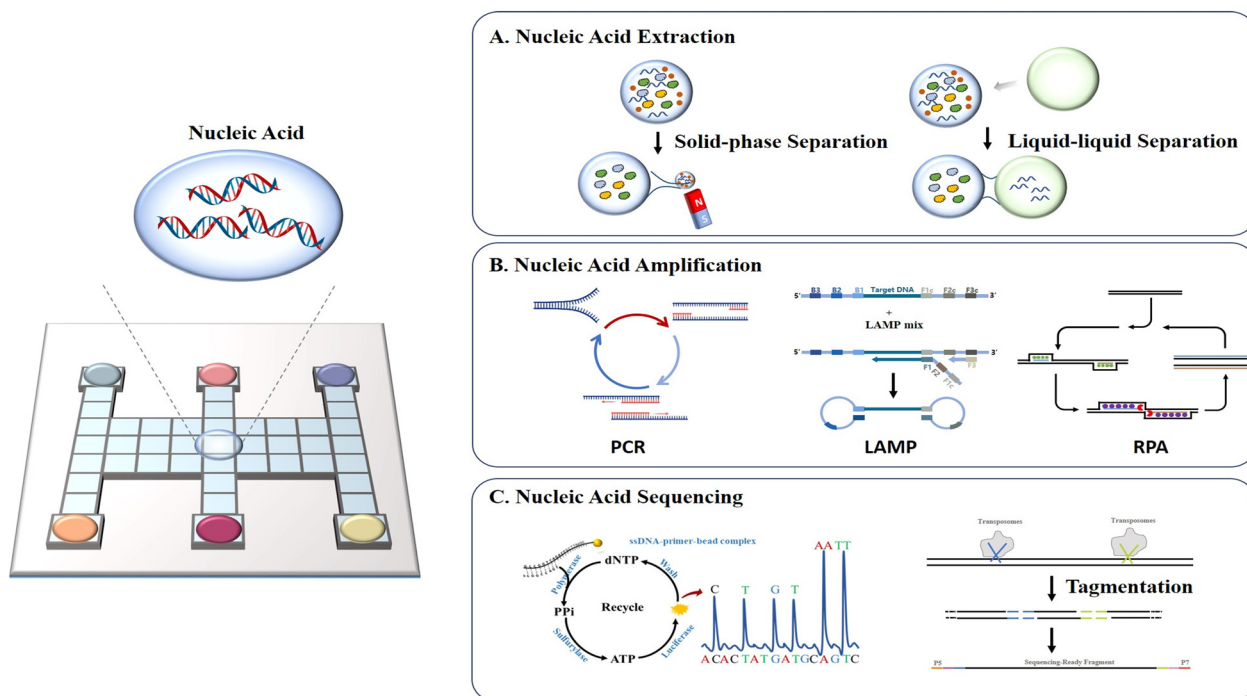 Nucleic Acid
A. Nucleic Acid Extraction
Solid-phase Separation
N
S
Liquid-liquid Separation
B. Nucleic Acid Amplification
PCR
5' B3 B2 B1 Target DNA F1c F2c F3c 3'
+
LAMP mix
5' 3'
F1 F2 F1c F3
LAMP
RPA
C. Nucleic Acid Sequencing
ssDNA-primer-bead complex
Polymerase
dNTP
Wash
PPi
Recycle
Sulfurylase
ATP
Luciferase
C T G T AATT
ACACTATGATGCAGTC
Transposomes Transposomes
Tagmentation
P5 Sequencing-Ready Fragment P7